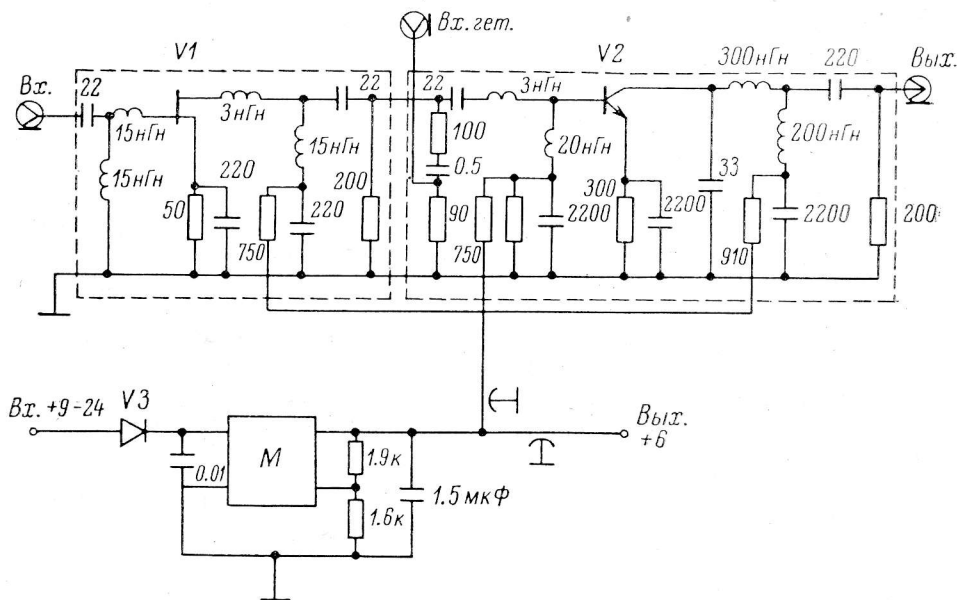 Вх. гет.
V1
V2
300нГн
220
Вх.
22
22
22
3нГн
Вых.
15нГн
3нГн
15нГн
15нГн
100
0.5
20нГн
200нГн
220
200
33
50
220
750
90
750
2200
300
2200
910
2200
200
Вх. +9-24
V3
М
0.01
1.9к
1.6к
1.5 мкФ
Вых.
+6